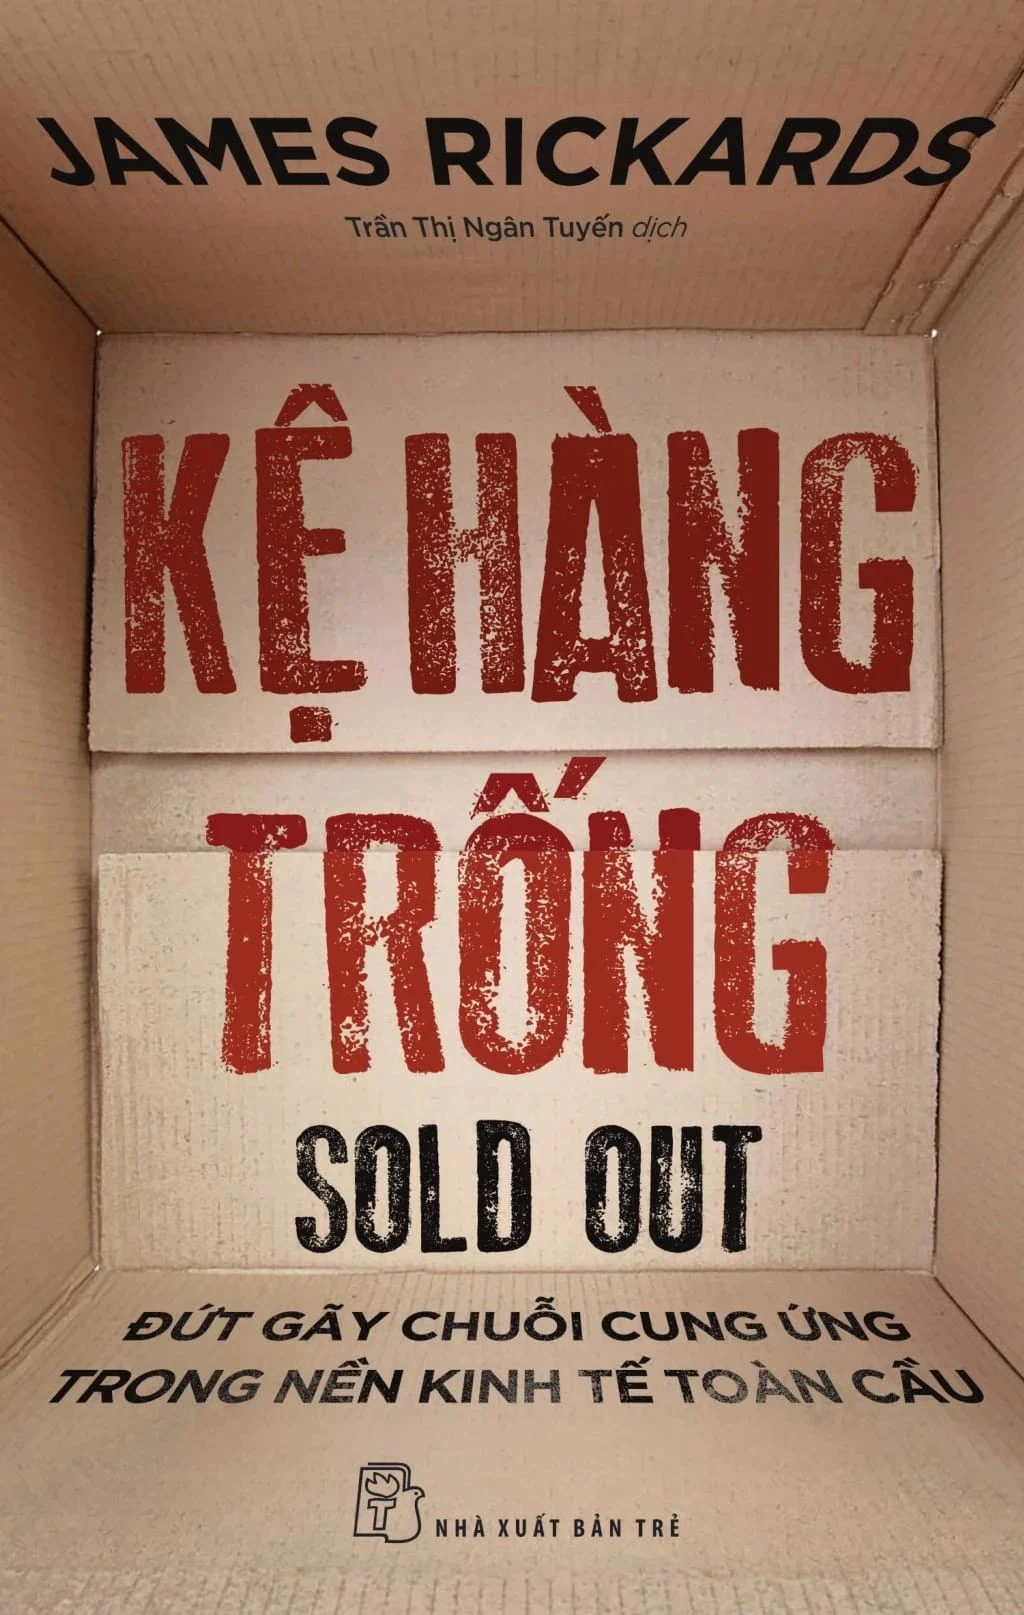 JAMES RICKARDS
Trần Thị Ngân Tuyến dịch
KỆ HÀNG
TRỐNG
SOLD OUT
ĐỨT GÃY CHUỖI CUNG ỨNG
TRONG NỀN KINH TẾ TOÀN CẦU
T
NHÀ XUẤT BẢN TRẺ